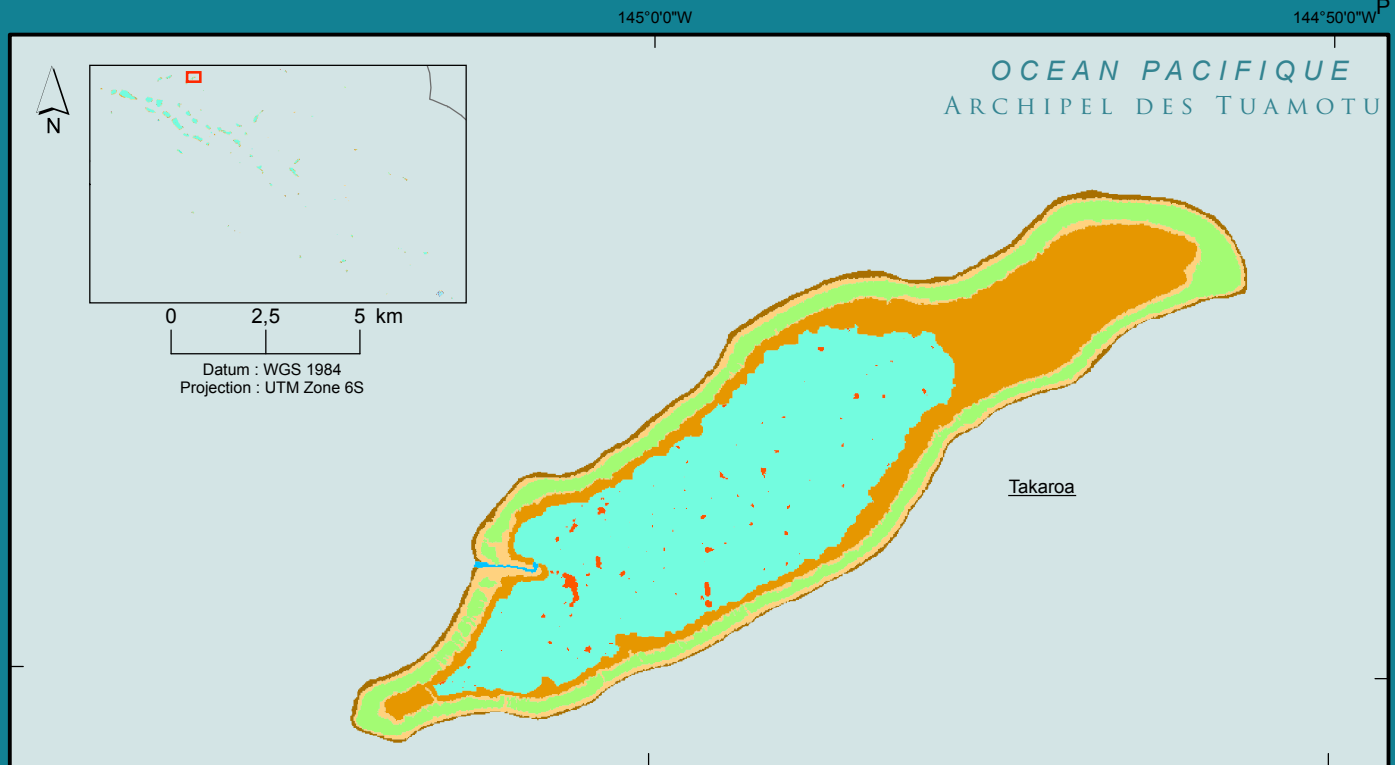 145°0'0"W
144°50'0"W
P
OCEAN PACIFIQUE
ARCHIPEL DES TUAMOTU
N
0 2,5 5 km
Datum : WGS 1984
Projection : UTM Zone 6S
Takaroa